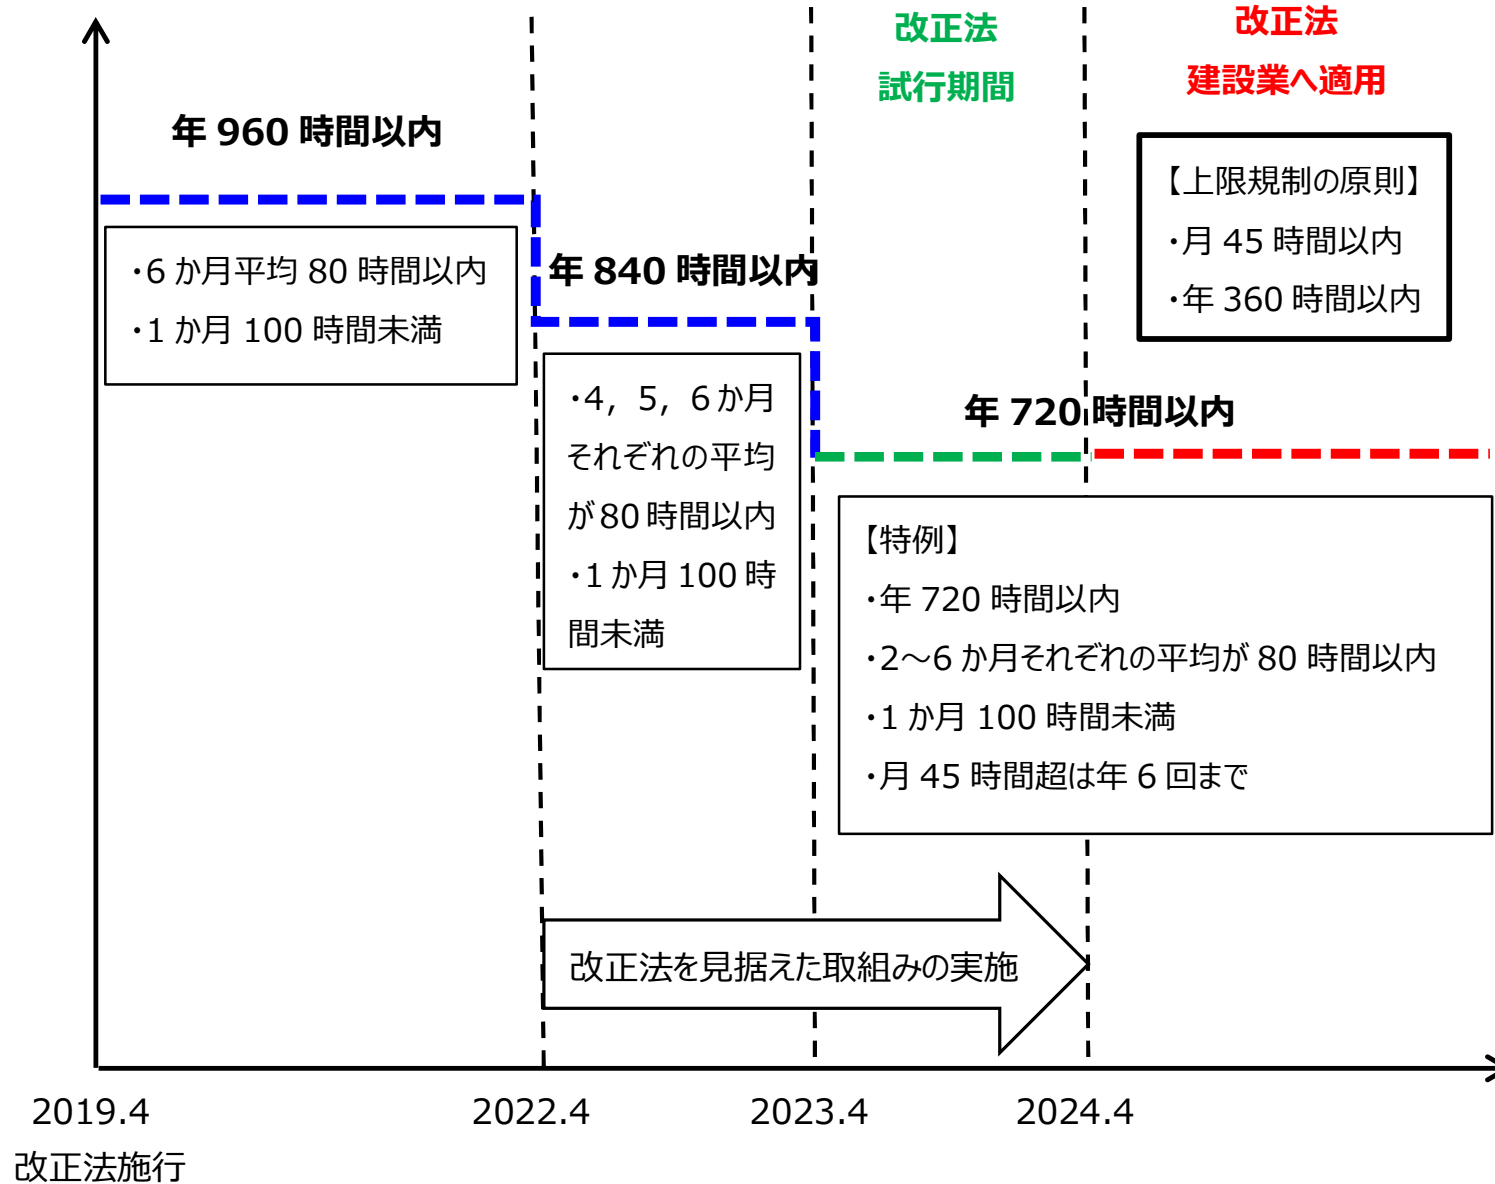 改正法
試行期間
改正法
建設業へ適用
年 960 時間以内
・6 か月平均 80 時間以内
・1 か月 100 時間未満
年 840 時間以内
・4, 5, 6 か月
それぞれの平均
が 80 時間以内
・1 か月 100 時
間未満
【上限規制の原則】
・月 45 時間以内
・年 360 時間以内
年 720 時間以内
【特例】
・年 720 時間以内
・2～6 か月それぞれの平均が 80 時間以内
・1 か月 100 時間未満
・月 45 時間超は年 6 回まで
改正法を見据えた取組みの実施
2019.4
改正法施行
2022.4
2023.4
2024.4